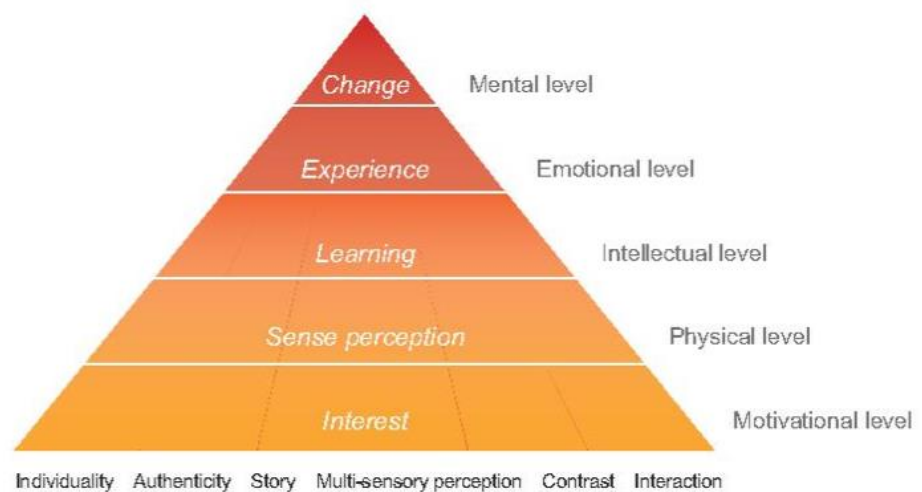 Change Mental level
Experience Emotional level
Learning Intellectual level
Sense perception Physical level
Interest Motivational level
Individuality Authenticity Story Multi-sensory perception Contrast Interaction